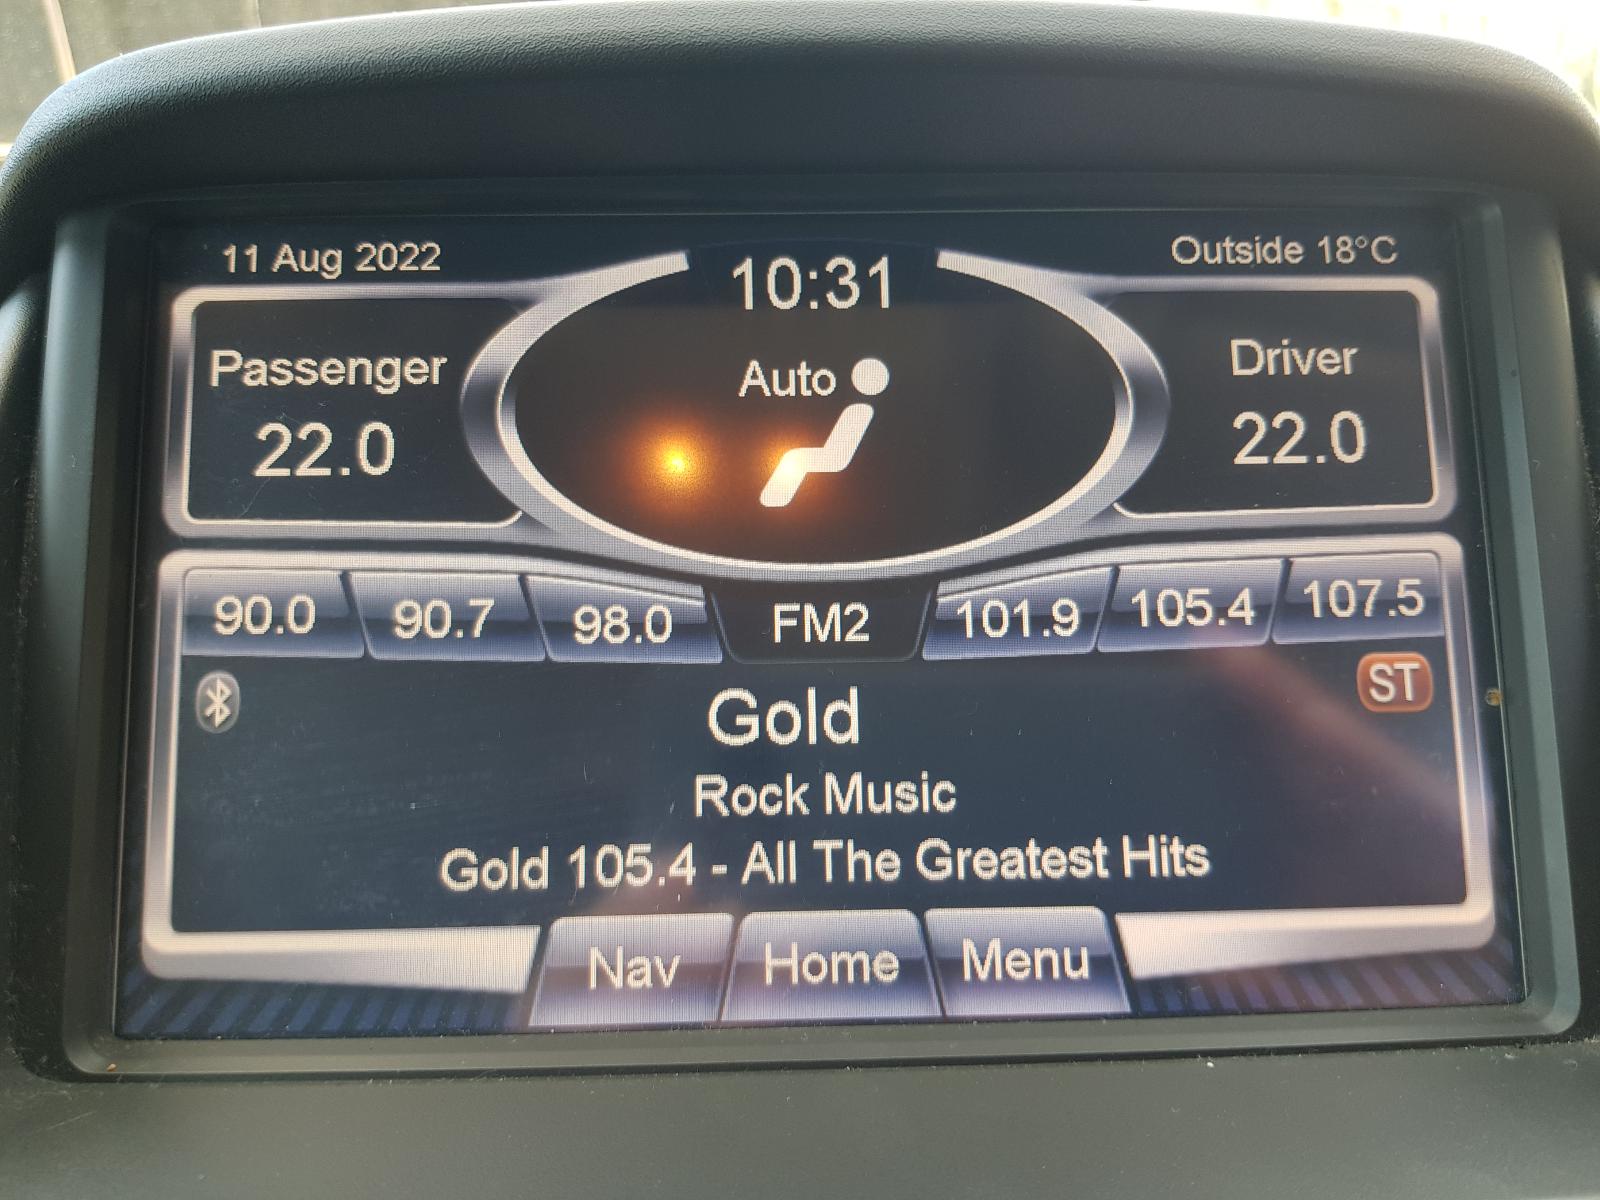 11 Aug 2022
10:31
Outside 18°C
Passenger
22.0
Auto
Driver
22.0
90.0 90.7 98.0 FM2 101.9 105.4 107.5
ST
Gold
Rock Music
Gold 105.4 - All The Greatest Hits
Nav Home Menu